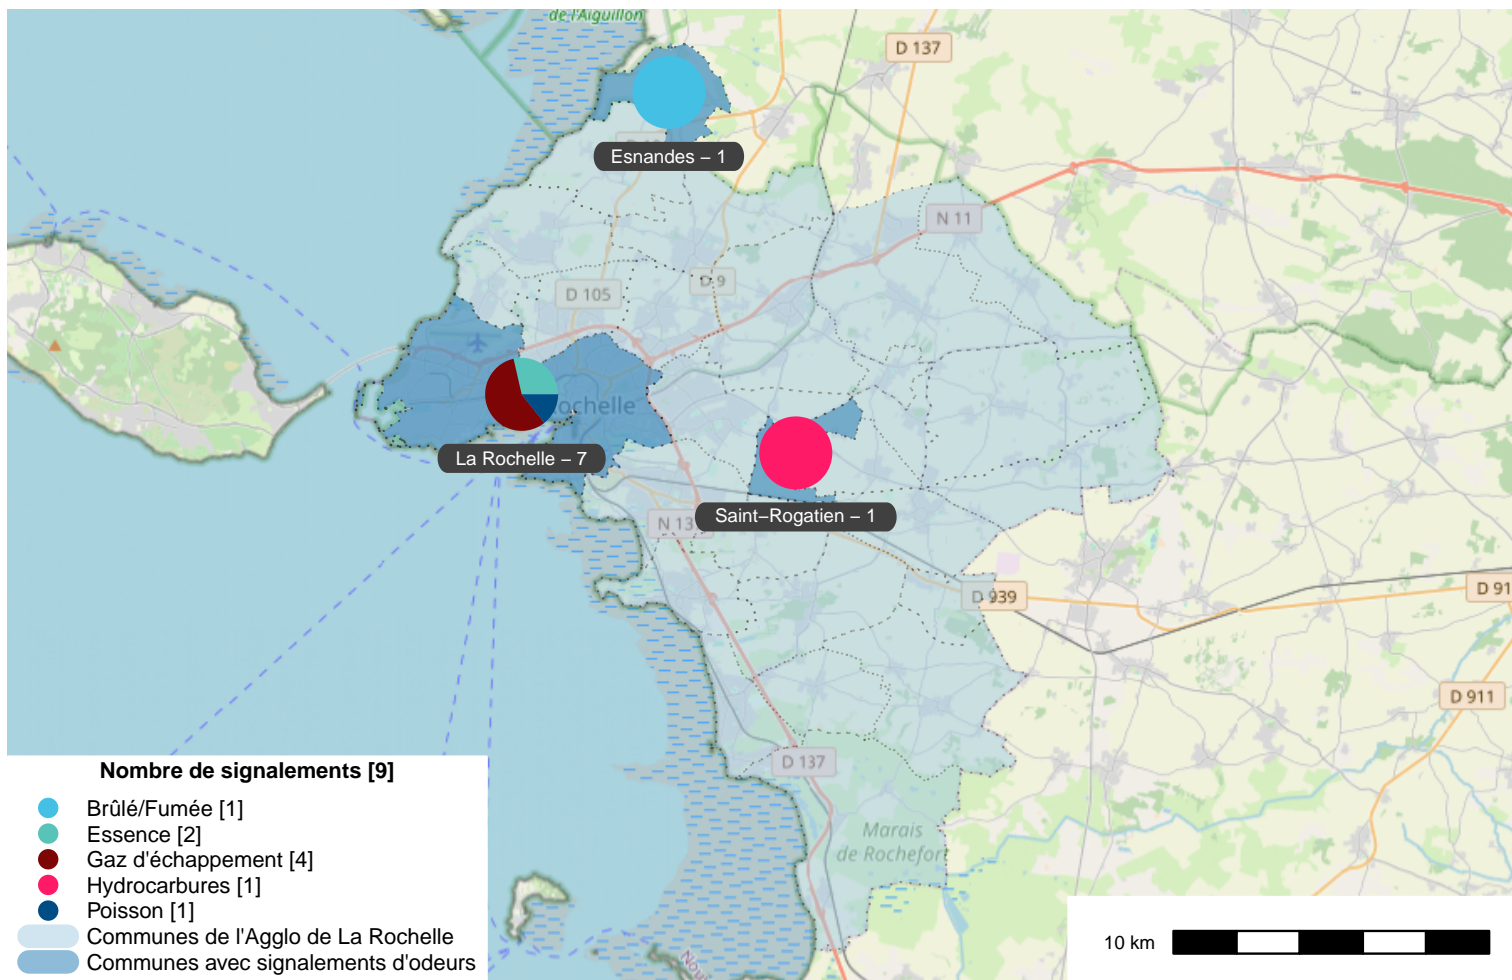 de l'Aiguillon
D 137
Esnandes – 1
N 11
D 9
D 105
ochelle
La Rochelle – 7
Saint–Rogatien – 1
N 13
D 939
D 91
D 911
D 137
Marais
de Rochefort
Nombre de signalements [9]
Brûlé/Fumée [1]
Essence [2]
Gaz d'échappement [4]
Hydrocarbures [1]
Poisson [1]
Communes de l'Agglo de La Rochelle
Communes avec signalements d'odeurs
10 km